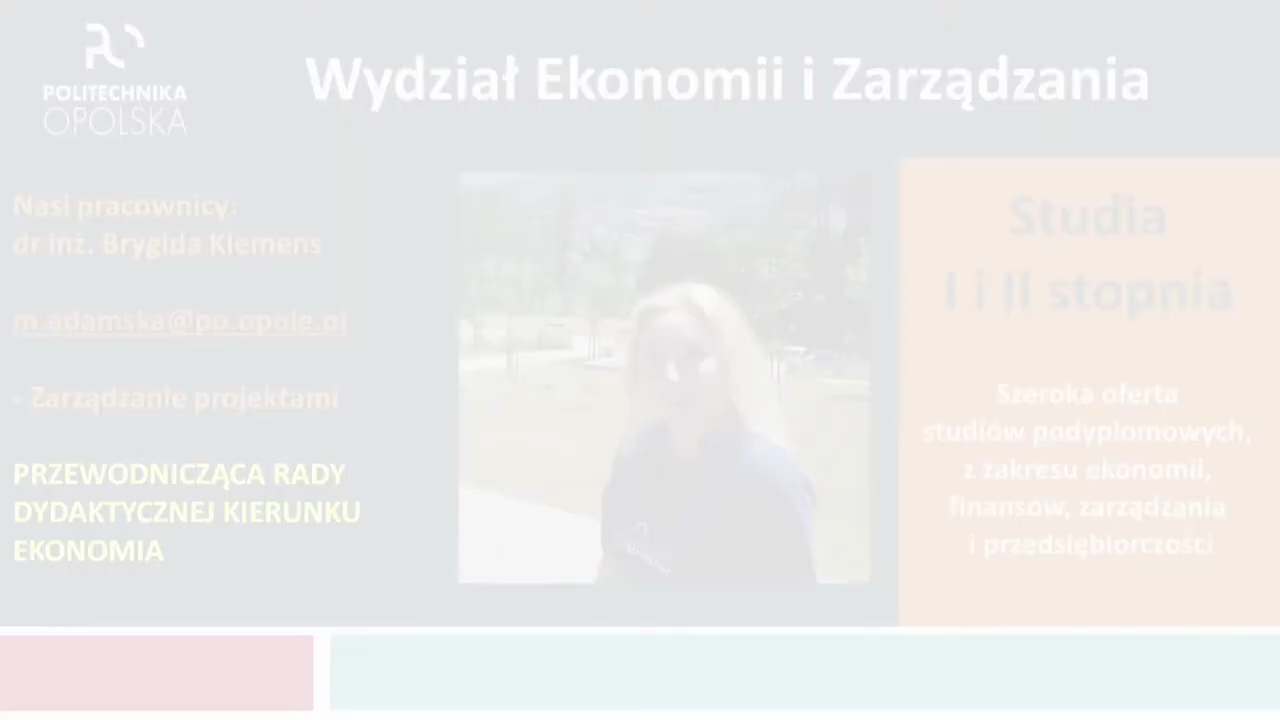 POLITECHNIKA
OPOLSKA
Wydział Ekonomii i Zarządzania
Nasi pracownicy:
dr inż. Brygida Klemens
m.adamska@po.opole.pl
- Zarządzanie projektami
PRZEWODNICZĄCA RADY
DYDAKTYCZNEJ KIERUNKU
EKONOMIA
Studia
I i II stopnia
Szeroka oferta
studiów podyplomowych,
z zakresu ekonomii,
finansów, zarządzania
i przedsiębiorczości